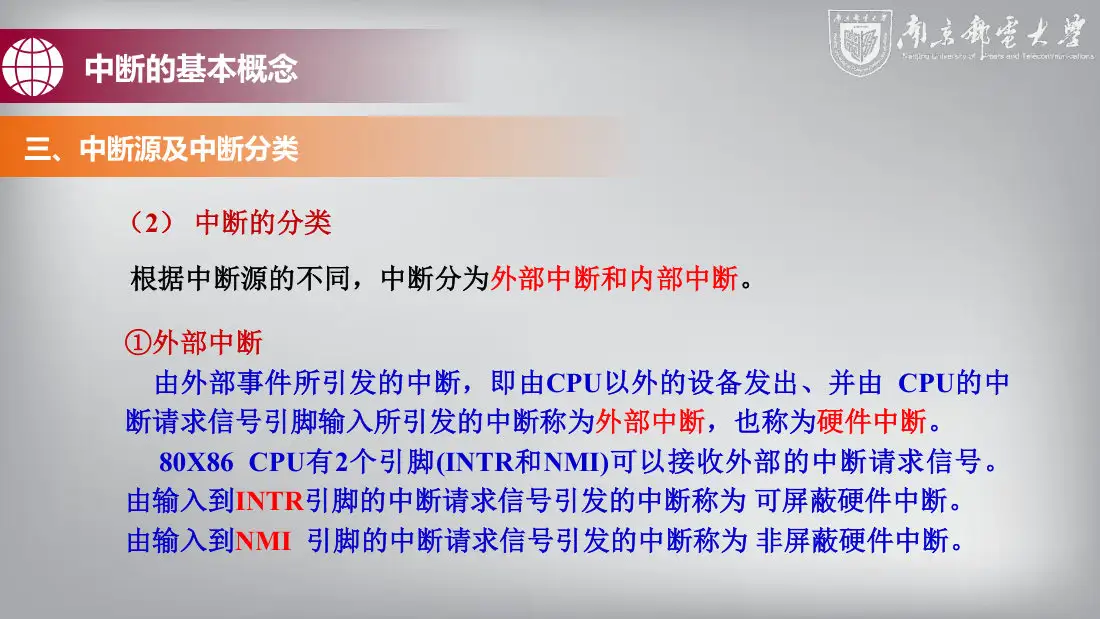 南京邮电大学
Nanjing University of Posts and Telecommunications
中断的基本概念
三、中断源及中断分类
（2） 中断的分类
根据中断源的不同，中断分为外部中断和内部中断。
①外部中断
由外部事件所引发的中断，即由CPU以外的设备发出、并由 CPU的中
断请求信号引脚输入所引发的中断称为外部中断，也称为硬件中断。
80X86 CPU有2个引脚(INTR和NMI)可以接收外部的中断请求信号。
由输入到INTR引脚的中断请求信号引发的中断称为 可屏蔽硬件中断。
由输入到NMI 引脚的中断请求信号引发的中断称为 非屏蔽硬件中断。